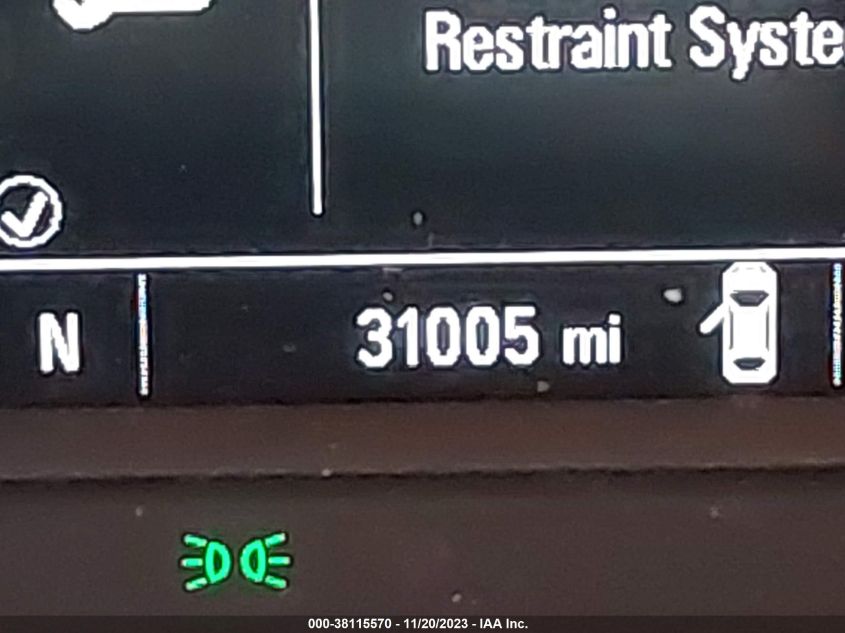 Restraint Syste
N
31005 mi
000-38115570 - 11/20/2023 - IAA Inc.